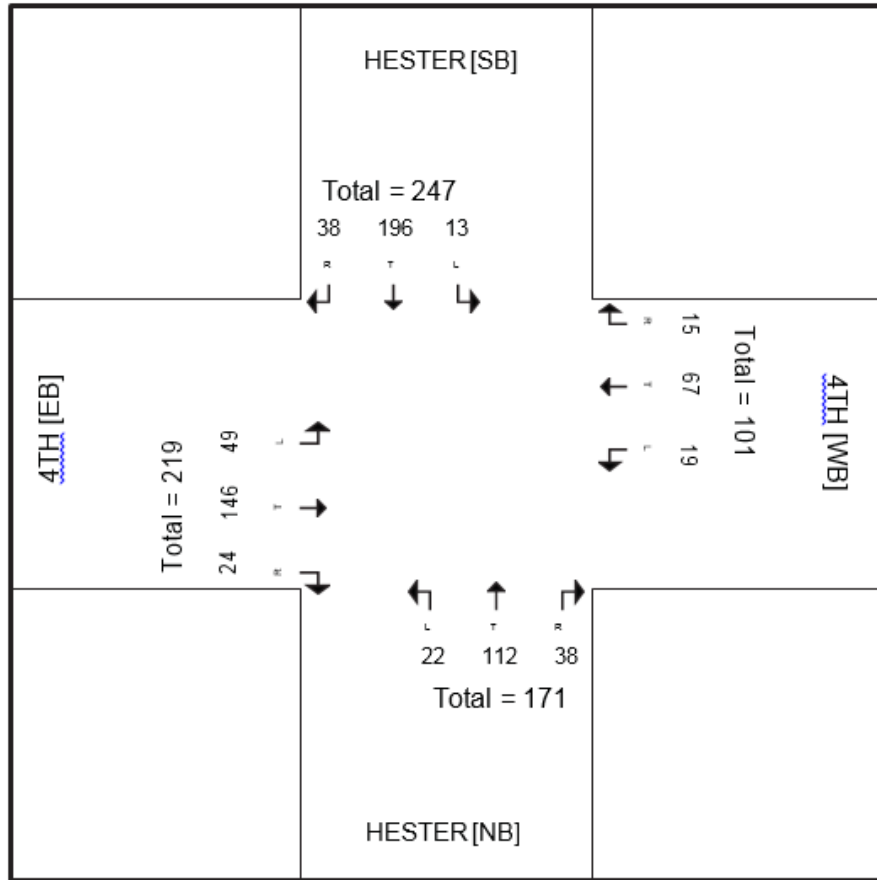 HESTER [SB]
Total = 247
38 196 13
R T L
R 15
T 67
L 19
Total = 101
4TH [WB]
4TH [EB]
Total = 219
49 L
146 T
24 R
L T R
22 112 38
Total = 171
HESTER [NB]